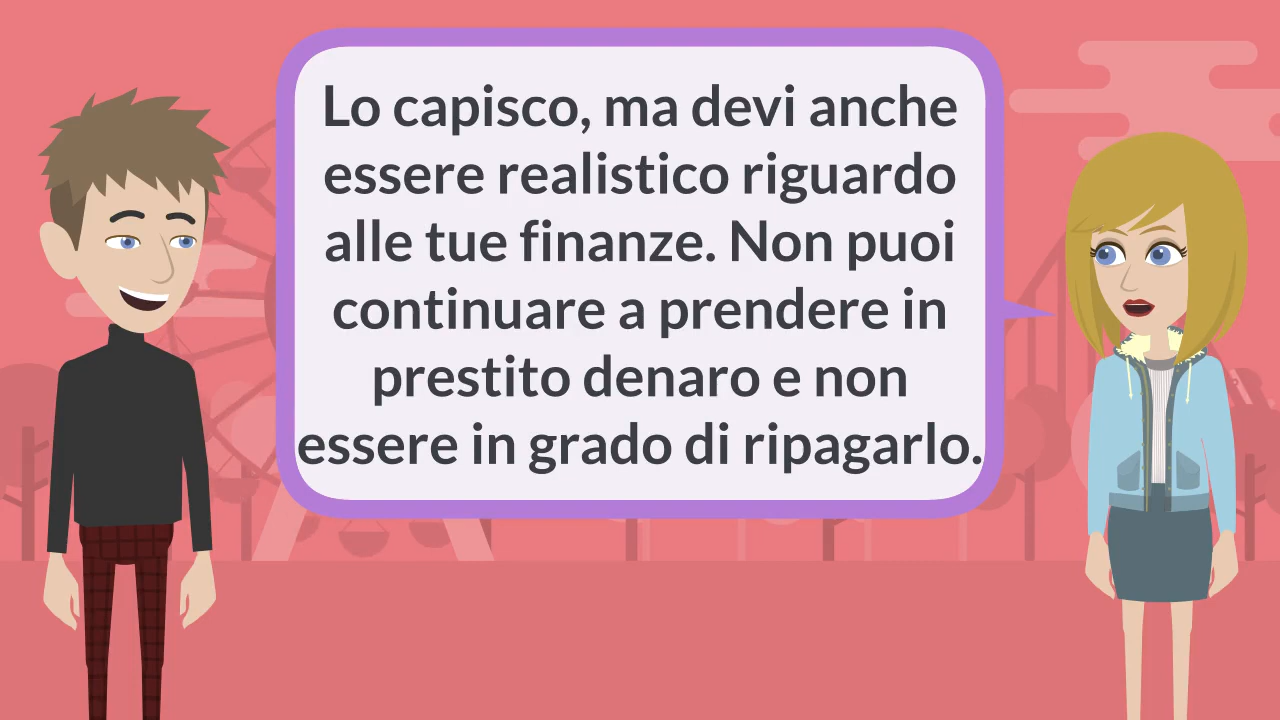 Lo capisco, ma devi anche
essere realistico riguardo
alle tue finanze. Non puoi
continuare a prendere in
prestito denaro e non
essere in grado di ripagarlo.